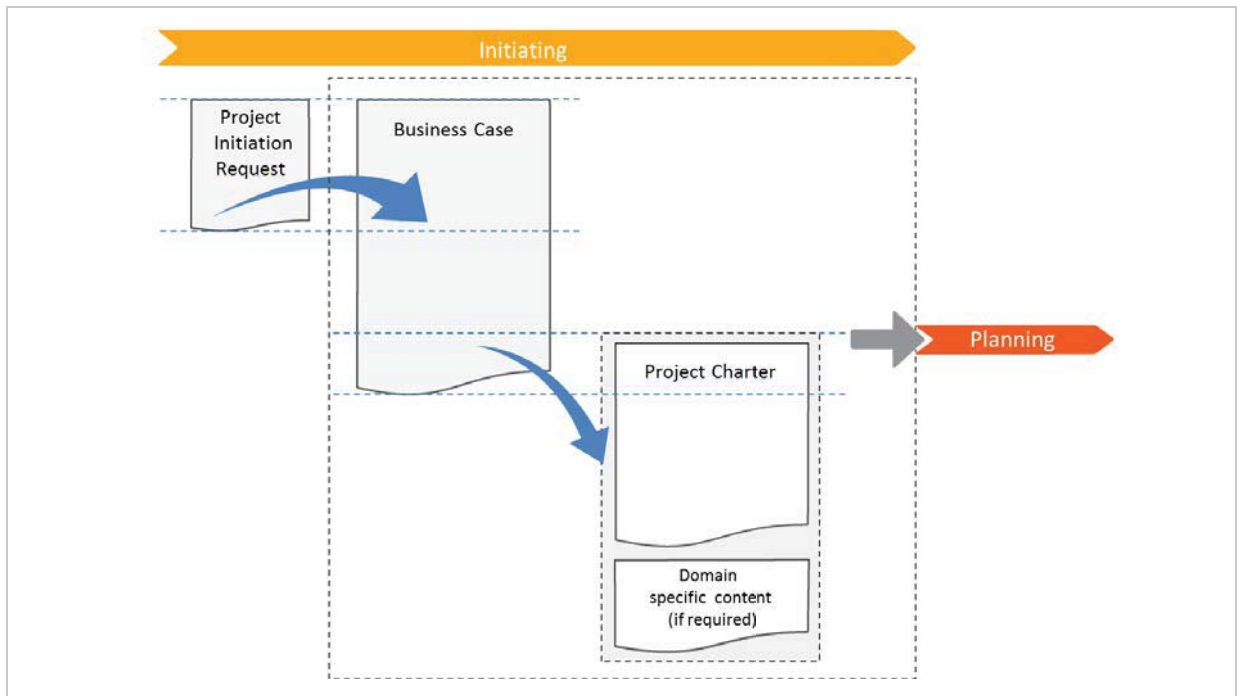 Initiating
Project
Initiation
Request
Business Case
Planning
Project Charter
Domain
specific content
(if required)